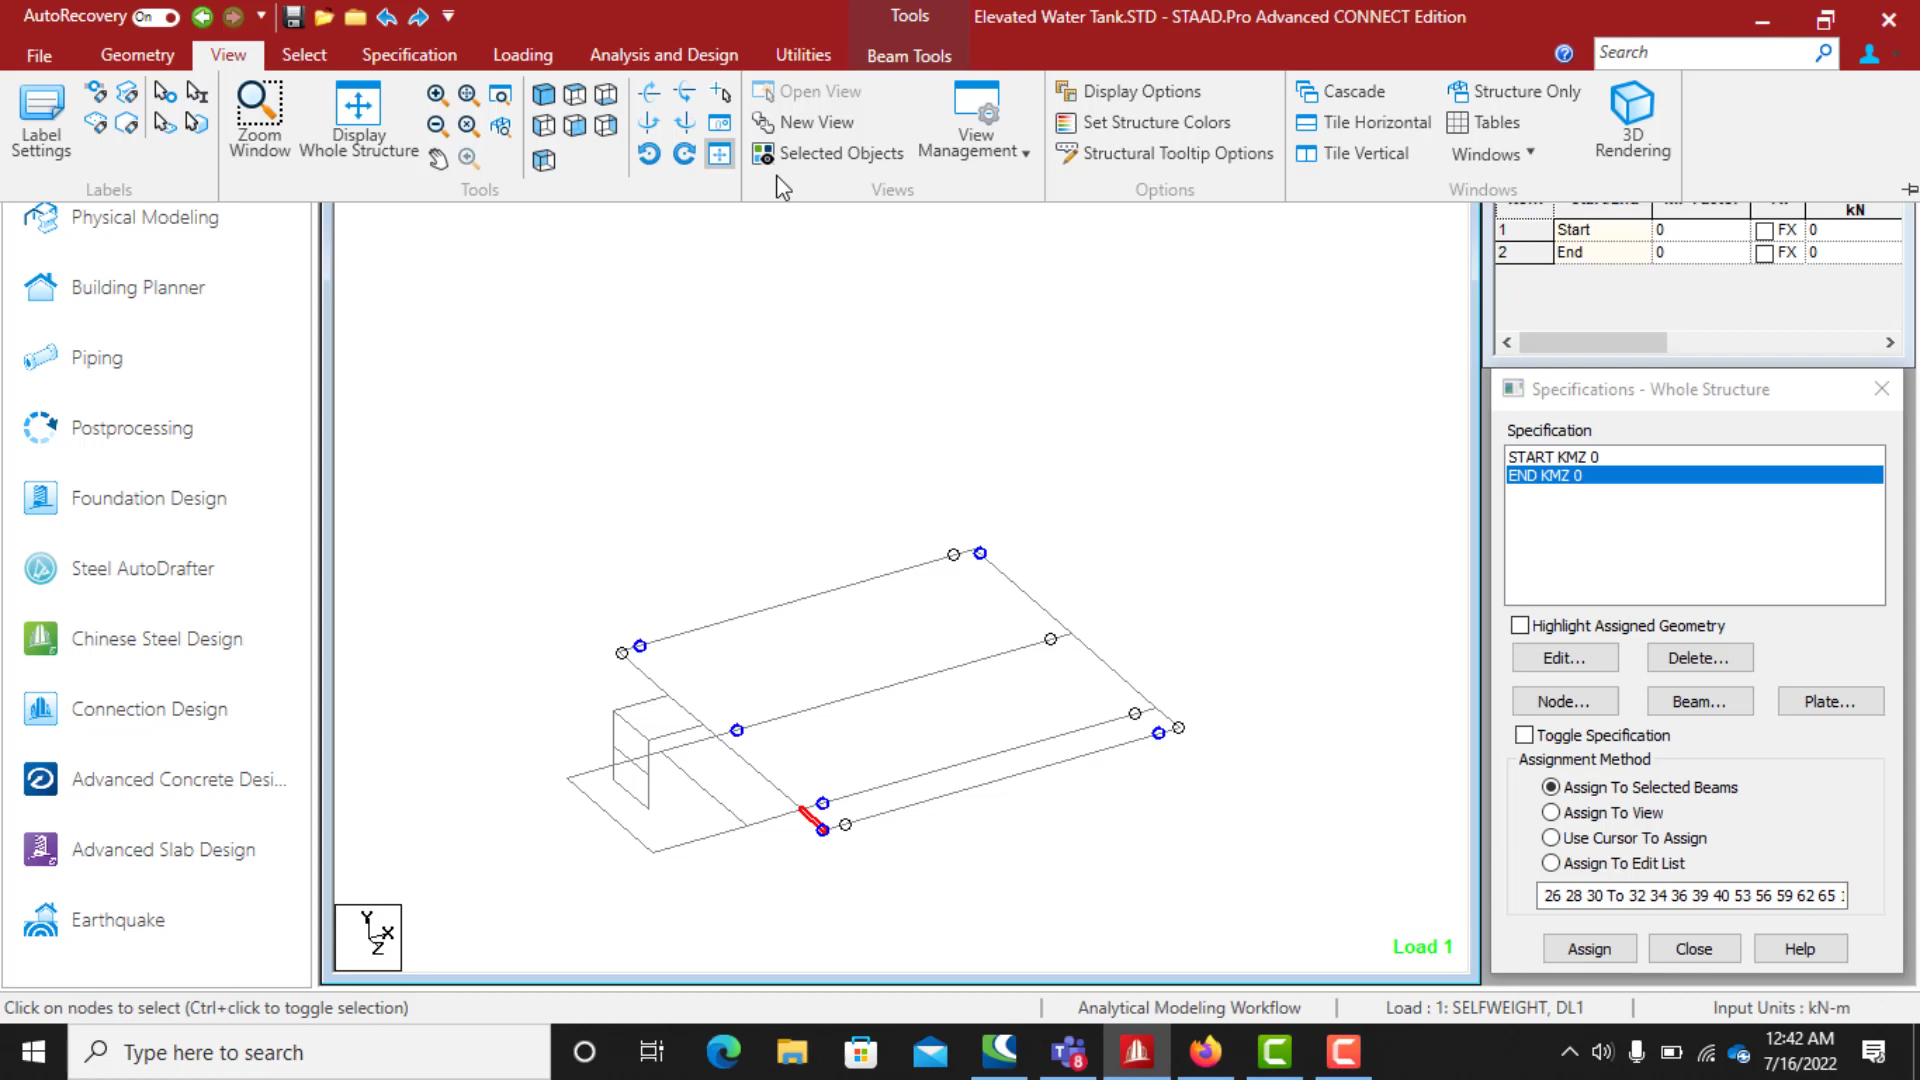 AutoRecovery On
Tools
Elevated Water Tank.STD - STAAD.Pro Advanced CONNECT Edition
File Geometry View Select Specification Loading Analysis and Design Utilities Beam Tools
Search
Label Settings
Zoom Window
Display Whole Structure
Open View
New View
Selected Objects
View Management
Display Options
Set Structure Colors
Structural Tooltip Options
Cascade
Tile Horizontal
Tile Vertical
Structure Only
Tables
Windows
3D Rendering
Labels Tools Views Options Windows
Physical Modeling
Building Planner
Piping
Postprocessing
Foundation Design
Steel AutoDrafter
Chinese Steel Design
Connection Design
Advanced Concrete Desi...
Advanced Slab Design
Earthquake
Y
X
Z
Load 1
kN
1 Start 0 FX 0
2 End 0 FX 0
Specifications - Whole Structure
Specification
START KMZ 0
END KMZ 0
Highlight Assigned Geometry
Edit... Delete...
Node... Beam... Plate...
Toggle Specification
Assignment Method
Assign To Selected Beams
Assign To View
Use Cursor To Assign
Assign To Edit List
26 28 30 To 32 34 36 39 40 53 56 59 62 65
Assign Close Help
Click on nodes to select (Ctrl+click to toggle selection)
Analytical Modeling Workflow
Load : 1: SELFWEIGHT, DL1
Input Units : kN-m
Type here to search
8
12:42 AM
7/16/2022